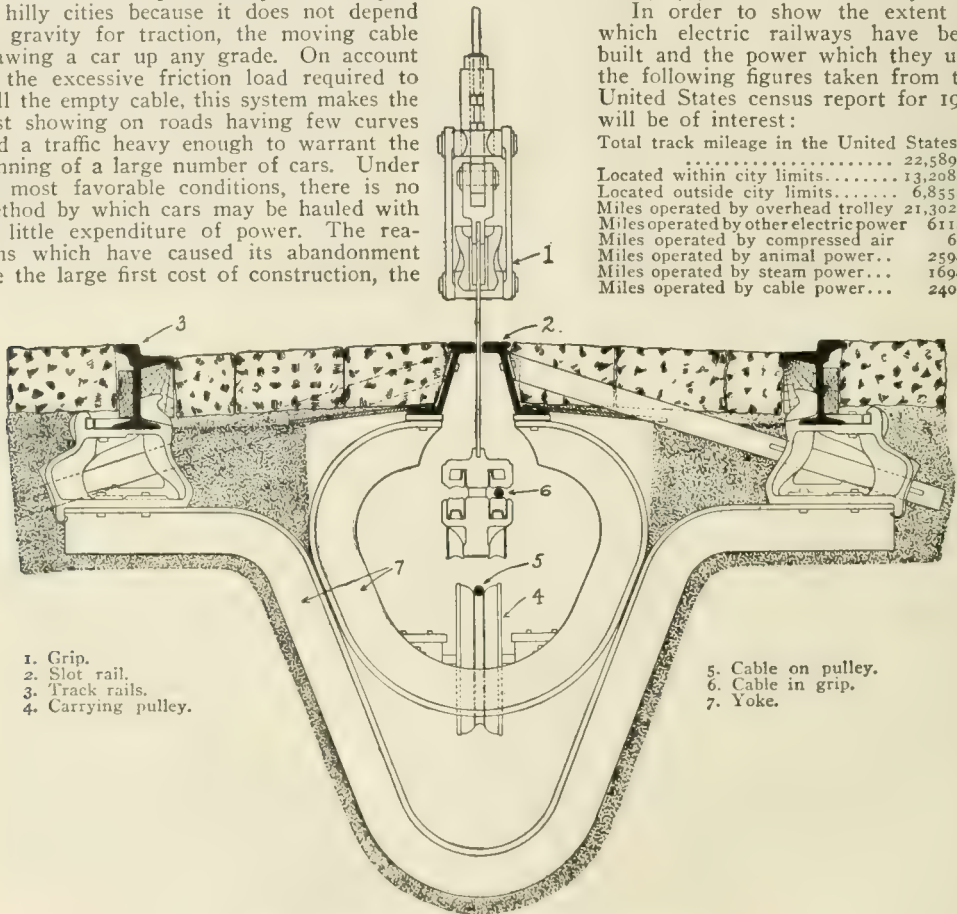 hilly cities because it does not depend
gravity for traction, the moving cable
awing a car up any grade. On account
the excessive friction load required to
ll the empty cable, this system makes the
st showing on roads having few curves
d a traffic heavy enough to warrant the
nning of a large number of cars. Under
most favorable conditions, there is no
ethod by which cars may be hauled with
little expenditure of power. The rea-
ns which have caused its abandonment
e the large first cost of construction, the
In order to show the extent
which electric railways have be
built and the power which they u
the following figures taken from t
United States census report for 19
will be of interest:
Total track mileage in the United States
..................... 22,589
Located within city limits........ 13,208
Located outside city limits....... 6,855
Miles operated by overhead trolley 21,302
Miles operated by other electric power 611
Miles operated by compressed air 6
Miles operated by animal power.. 259
Miles operated by steam power... 169
Miles operated by cable power... 240
1
2.
3
6
5
4
7
1. Grip.
2. Slot rail.
3. Track rails.
4. Carrying pulley.
5. Cable on pulley.
6. Cable in grip.
7. Yoke.